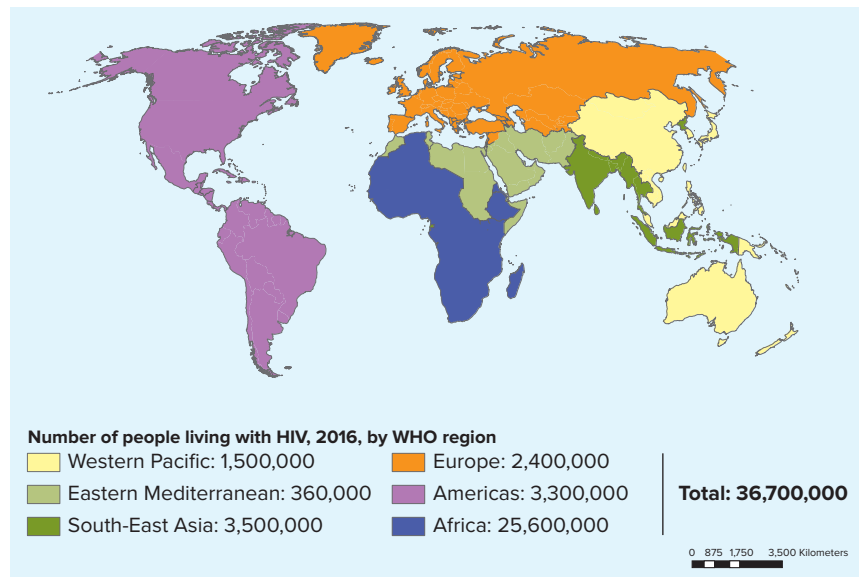 Number of people living with HIV, 2016, by WHO region
Western Pacific: 1,500,000
Eastern Mediterranean: 360,000
South-East Asia: 3,500,000
Europe: 2,400,000
Americas: 3,300,000
Africa: 25,600,000
Total: 36,700,000
0 875 1,750 3,500 Kilometers